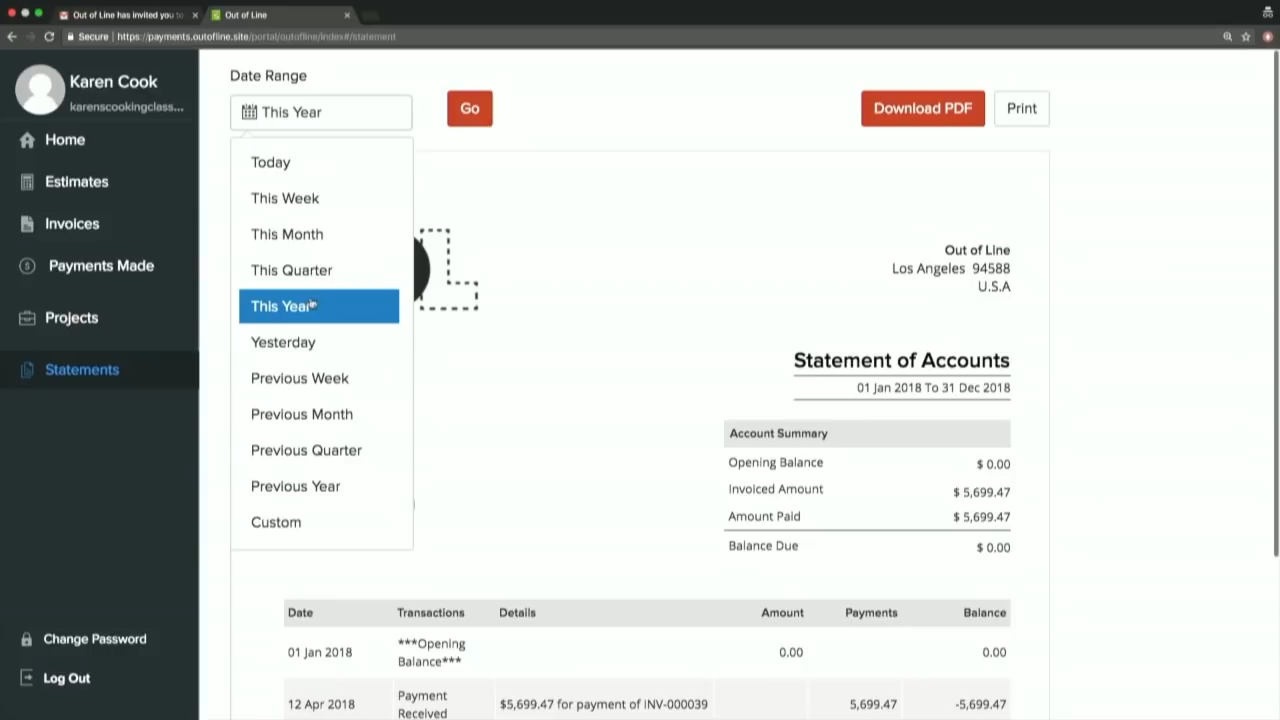 Out of Line has invited you to
Out of Line
Secure | https://payments.outofline.site/portal/outofline/index#/statement
Karen Cook
karenscookingclass...
Home
Estimates
Invoices
Payments Made
Projects
Statements
Change Password
Log Out
Date Range
This Year
Go
Download PDF
Print
Today
This Week
This Month
This Quarter
This Year
Yesterday
Previous Week
Previous Month
Previous Quarter
Previous Year
Custom
Out of Line
Los Angeles 94588
U.S.A
Statement of Accounts
01 Jan 2018 To 31 Dec 2018
Account Summary
Opening Balance $ 0.00
Invoiced Amount $ 5,699.47
Amount Paid $ 5,699.47
Balance Due $ 0.00
Date Transactions Details Amount Payments Balance
01 Jan 2018 ***Opening Balance*** 0.00 0.00
12 Apr 2018 Payment Received $5,699.47 for payment of INV-000039 5,699.47 -5,699.47